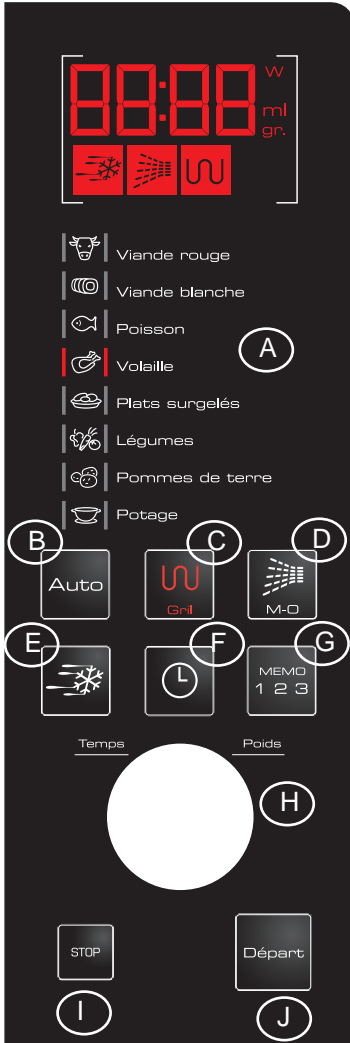 88:88 W
ml
gr.
Viande rouge
Viande blanche
Poisson
A
Volaille
Plats surgelés
Légumes
Pommes de terre
Potage
B C D
Auto Gril M-O
E F G
MEMO
1 2 3
Temps Poids
H
STOP Départ
I J